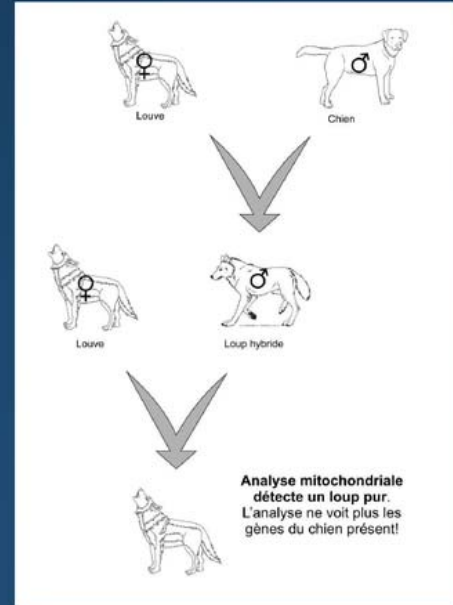 Louve
Chien
Louve
Loup hybride
Analyse mitochondriale
détecte un loup pur.
L'analyse ne voit plus les
gènes du chien présent!